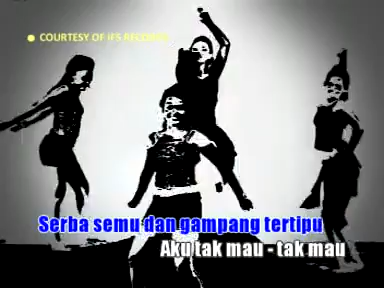 COURTESY OF IFS RECORDS
Serba semu dan gampang tertipu
Aku tak mau - tak mau